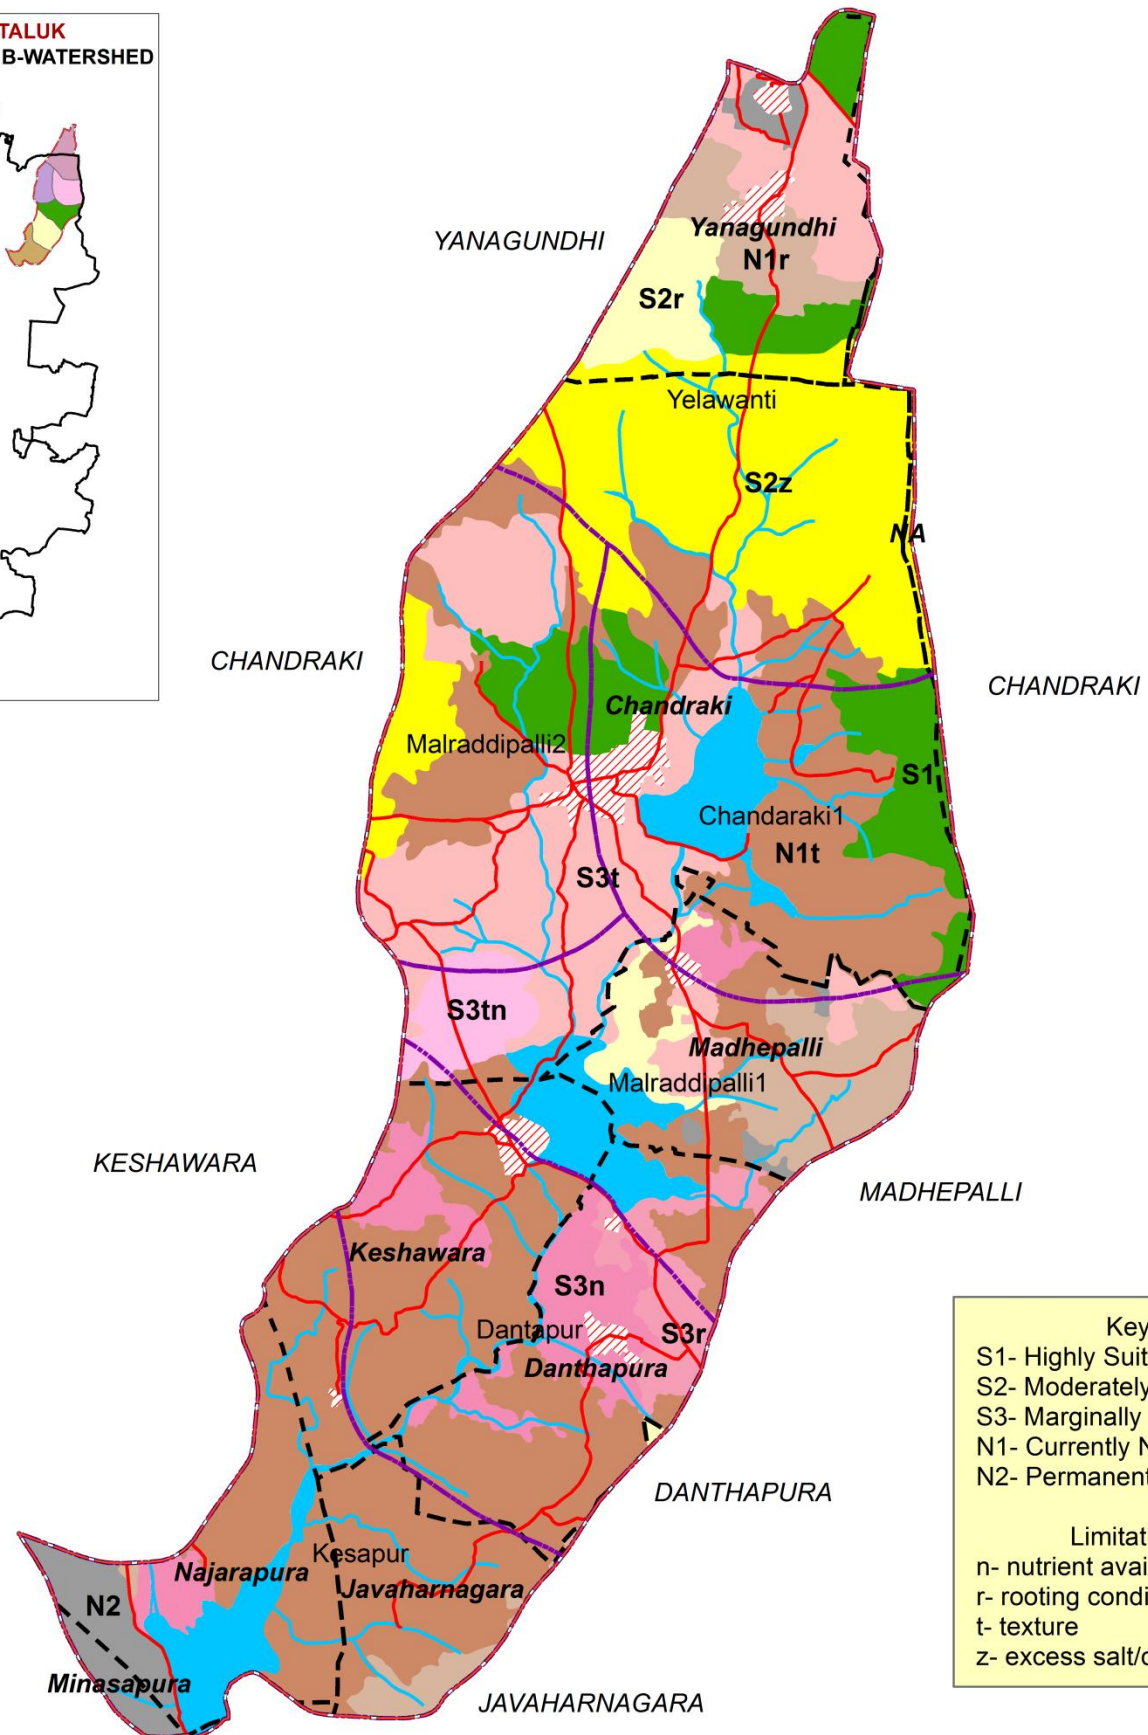 TALUK
B-WATERSHED
YANAGUNDHI
Yanagundhi
N1r
S2r
Yelawanti
S2z
NA
CHANDRAKI
CHANDRAKI
Chandraki
Malraddipalli2
S1
Chandaraki1
N1t
S3t
S3tn
Madhepalli
Malraddipalli1
KESHAWARA
MADHEPALLI
Keshawara
S3n
Dantapur
S3r
Danthapura
DANTHAPURA
Kesapur
Najarapura
Javaharnagara
N2
Minasapura
JAVAHARNAGARA
Key
S1- Highly Suit
S2- Moderately
S3- Marginally
N1- Currently N
N2- Permanent
Limitat
n- nutrient avai
r- rooting condi
t- texture
z- excess salt/c